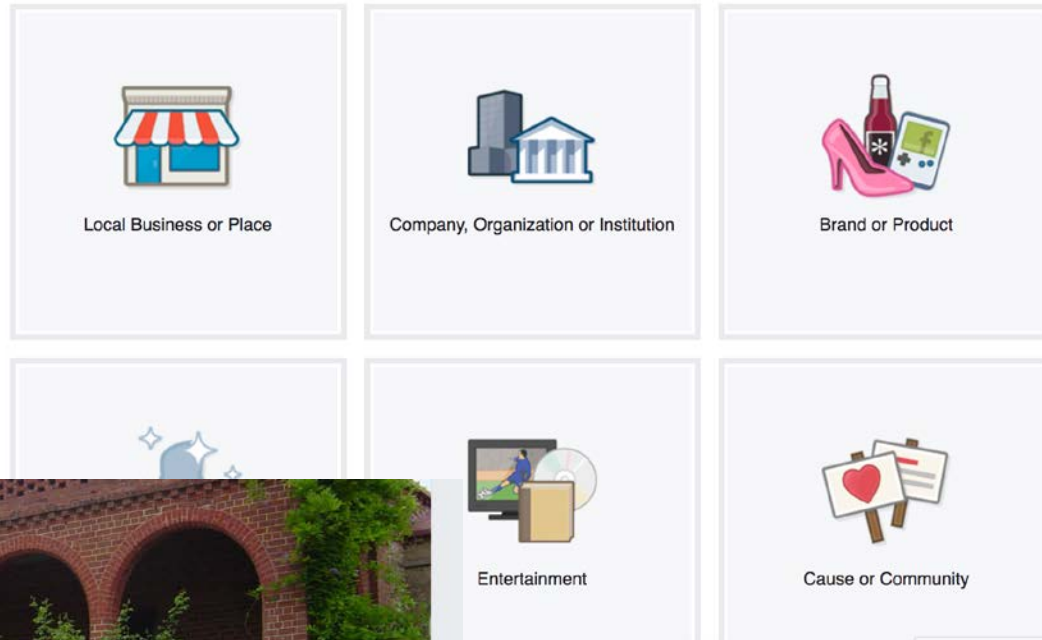 Local Business or Place
Company, Organization or Institution
Brand or Product
Entertainment
Cause or Community